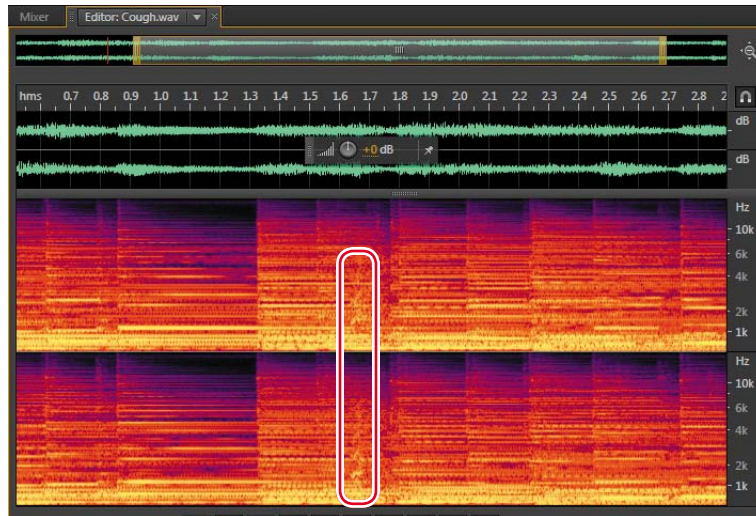 Mixer Editor: Cough.wav
hms 0.7 0.8 0.9 1.0 1.1 1.2 1.3 1.4 1.5 1.6 1.7 1.8 1.9 2.0 2.1 2.2 2.3 2.4 2.5 2.6 2.7 2.8 2
dB
+0 dB
dB
Hz
10k
6k
4k
2k
1k
Hz
10k
6k
4k
2k
1k